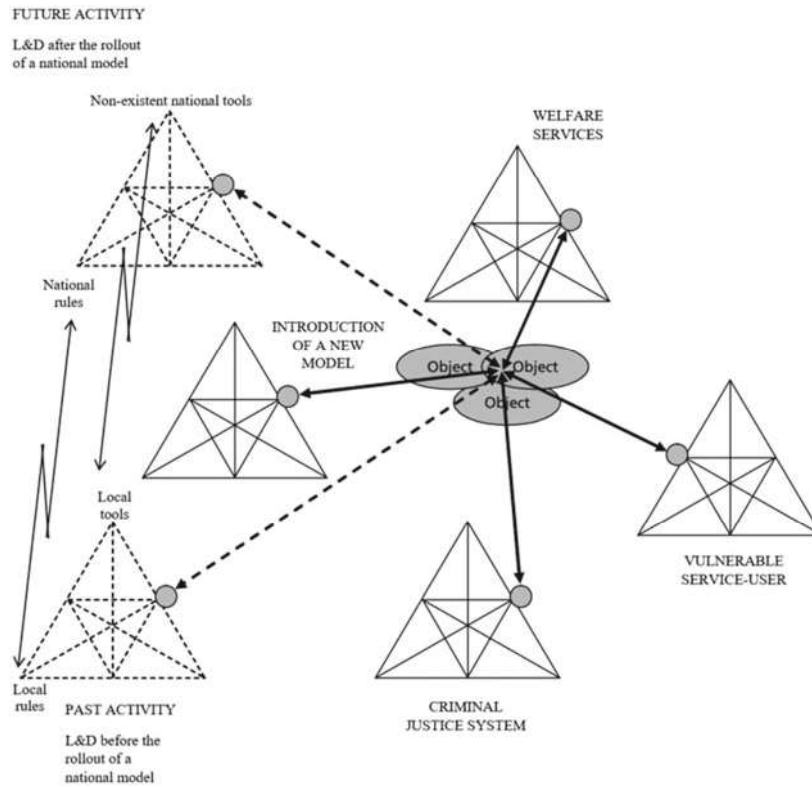 FUTURE ACTIVITY
L&D after the rollout
of a national model
Non-existent national tools
WELFARE
SERVICES
National
rules
INTRODUCTION
OF A NEW
MODEL
Object
Object
Object
Local
tools
VULNERABLE
SERVICE-USER
Local
rules
PAST ACTIVITY
L&D before the
rollout of a
national model
CRIMINAL
JUSTICE SYSTEM